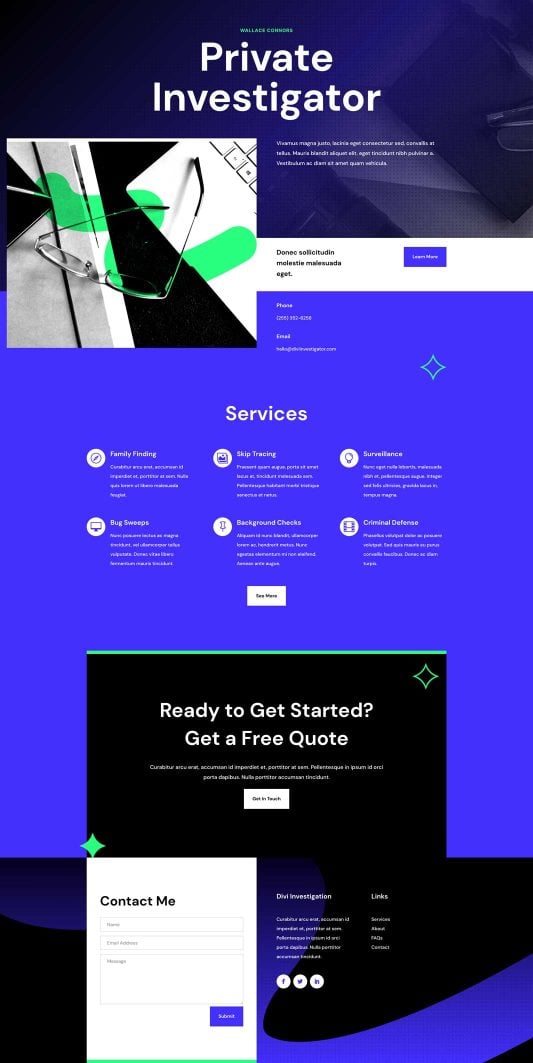 WALLACE CONNORS
Private
Investigator
Vivamus magna justo, lacinia eget consectetur sed, convallis at
tellus. Mauris blandit aliquet elit, eget tincidunt nibh pulvinar a.
Vestibulum ac diam sit amet quam vehicula.
Donec sollicitudin
molestie malesuada
eget.
Learn More
Phone
(255) 352-6258
Email
hello@diviinvestigator.com
Services
Family Finding
Curabitur arcu erat, accumsan id
imperdiet et, porttitor at sem. Nulla
quis lorem ut libero malesuada
feugiat.
Skip Tracing
Praesent quam augue, porta sit amet
lacus et, tincidunt malesuada sem.
Pellentesque habitant morbi tristique
senectus et netus.
Surveillance
Nunc eget nulla lobortis, malesuada
nibh et, pellentesque augue. Integer
sed felis ultricies, gravida lacus in,
tempus magna.
Bug Sweeps
Nunc posuere lectus ac magna
tincidunt, vel ullamcorper tellus
vulputate. Donec vitae libero
fermentum mauris tincidunt.
Background Checks
Aliquam id nunc blandit, ullamcorper
lorem ac, hendrerit metus. Nunc
egestas elementum mi non eleifend.
Aenean ante augue.
Criminal Defense
Phasellus volutpat dolor ac posuere
volutpat. Sed quis mauris eu purus
convallis faucibus. Donec ac diam
turpis.
See More
Ready to Get Started?
Get a Free Quote
Curabitur arcu erat, accumsan id imperdiet et, porttitor at sem. Pellentesque in ipsum id orci
porta dapibus. Nulla porttitor accumsan tincidunt.
Get In Touch
Contact Me
Name
Email Address
Message
Submit
Divi Investigation
Curabitur arcu erat, accumsan id
imperdiet et, porttitor at sem.
Pellentesque in ipsum id orci
porta dapibus. Nulla porttitor
accumsan tincidunt.
Links
Services
About
FAQs
Contact